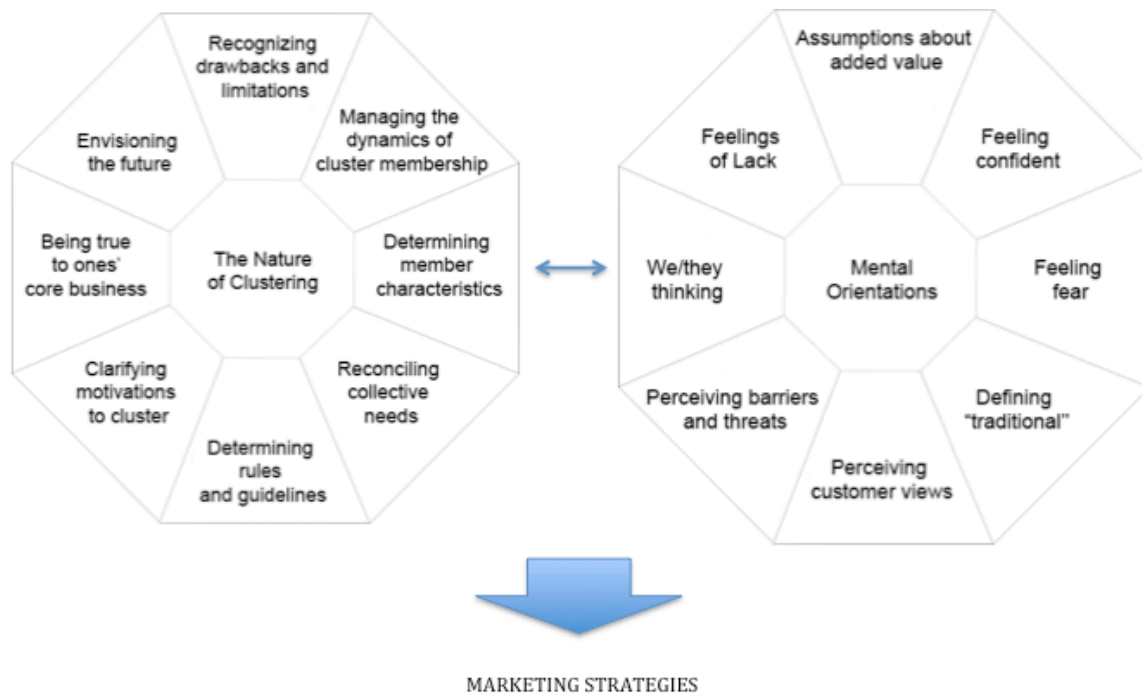 Recognizing
drawbacks and
limitations
Managing the
dynamics of
cluster membership
Determining
member
characteristics
Reconciling
collective
needs
Determining
rules
and guidelines
Clarifying
motivations
to cluster
Being true
to ones'
core business
Envisioning
the future
The Nature
of Clustering
Assumptions about
added value
Feeling
confident
Feeling
fear
Defining
“traditional”
Perceiving
customer views
Perceiving barriers
and threats
We/they
thinking
Feelings
of Lack
Mental
Orientations
MARKETING STRATEGIES